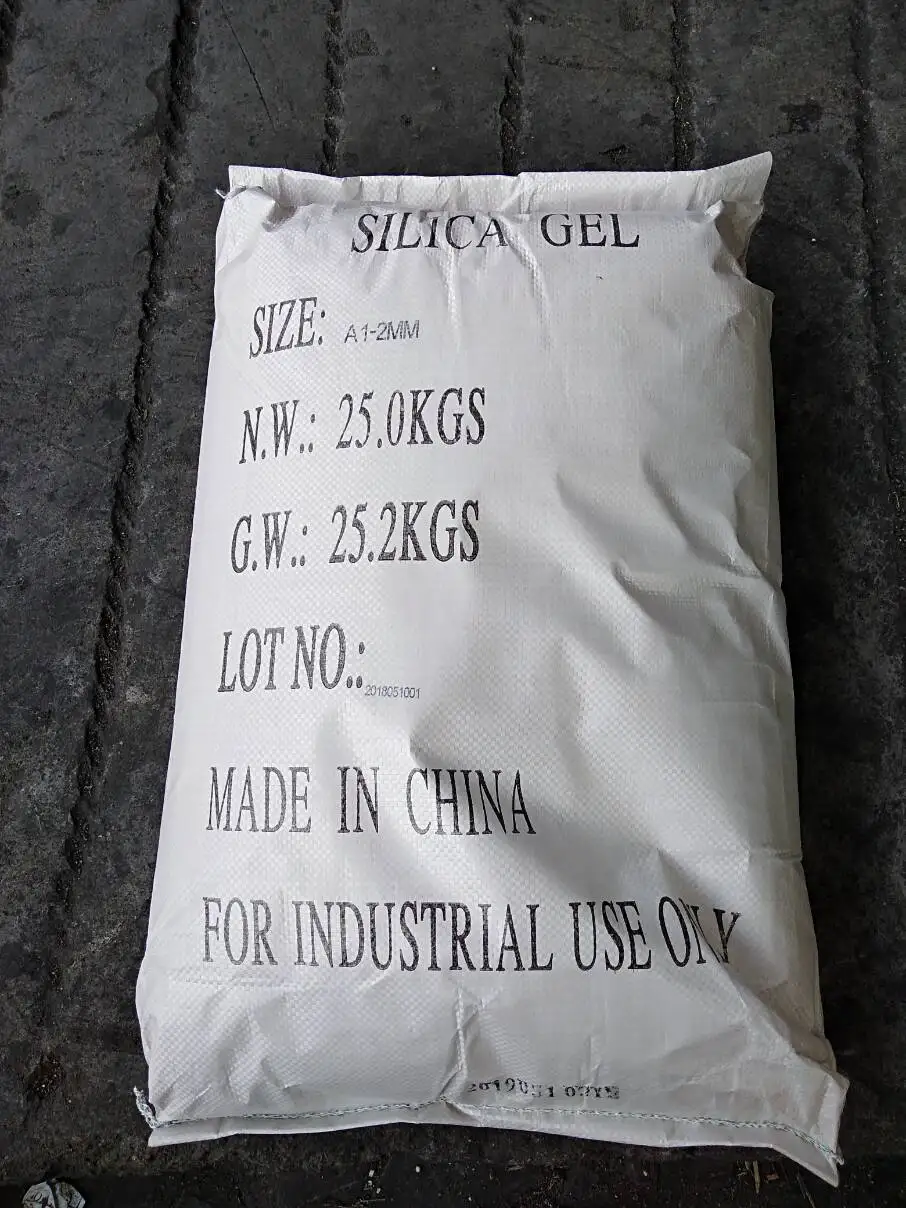 SILICA GEL
SIZE: A1-2MM
N.W.: 25.0KGS
G.W.: 25.2KGS
LOT NO.: 2018051001
MADE IN CHINA
FOR INDUSTRIAL USE ONLY